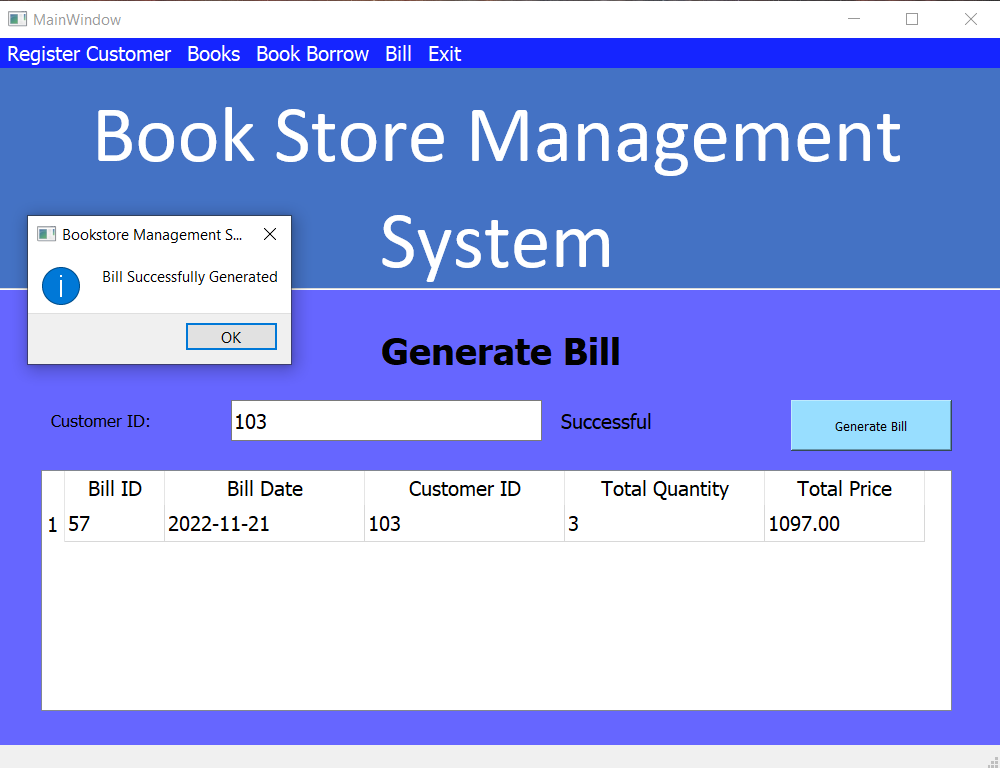 MainWindow
Register Customer Books Book Borrow Bill Exit
Book Store Management
System
Bookstore Management S...
Bill Successfully Generated
OK
Generate Bill
Customer ID: 103 Successful Generate Bill
Bill ID Bill Date Customer ID Total Quantity Total Price
1 57 2022-11-21 103 3 1097.00